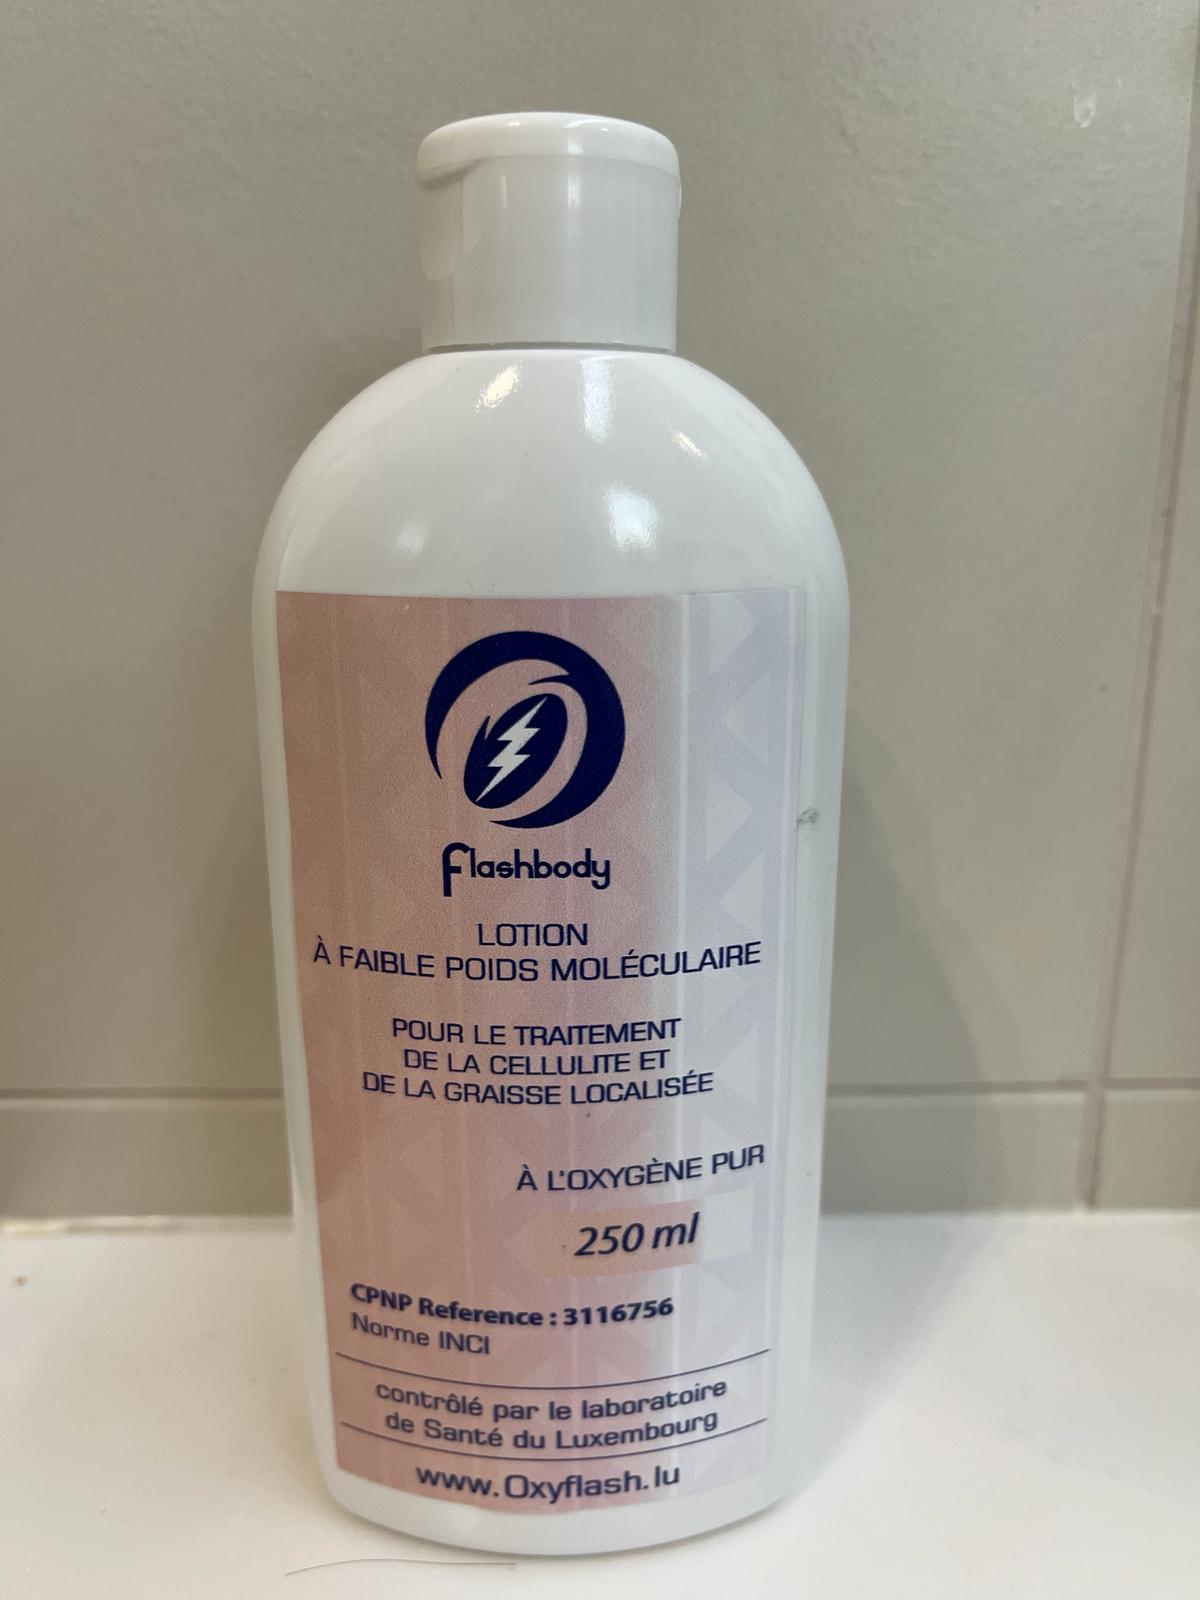 Flashbody
LOTION
À FAIBLE POIDS MOLÉCULAIRE
POUR LE TRAITEMENT
DE LA CELLULITE ET
DE LA GRAISSE LOCALISÉE
À L'OXYGÈNE PUR
250 ml
CPNP Reference : 3116756
Norme INCI
contrôlé par le laboratoire
de Santé du Luxembourg
www.Oxyflash.lu